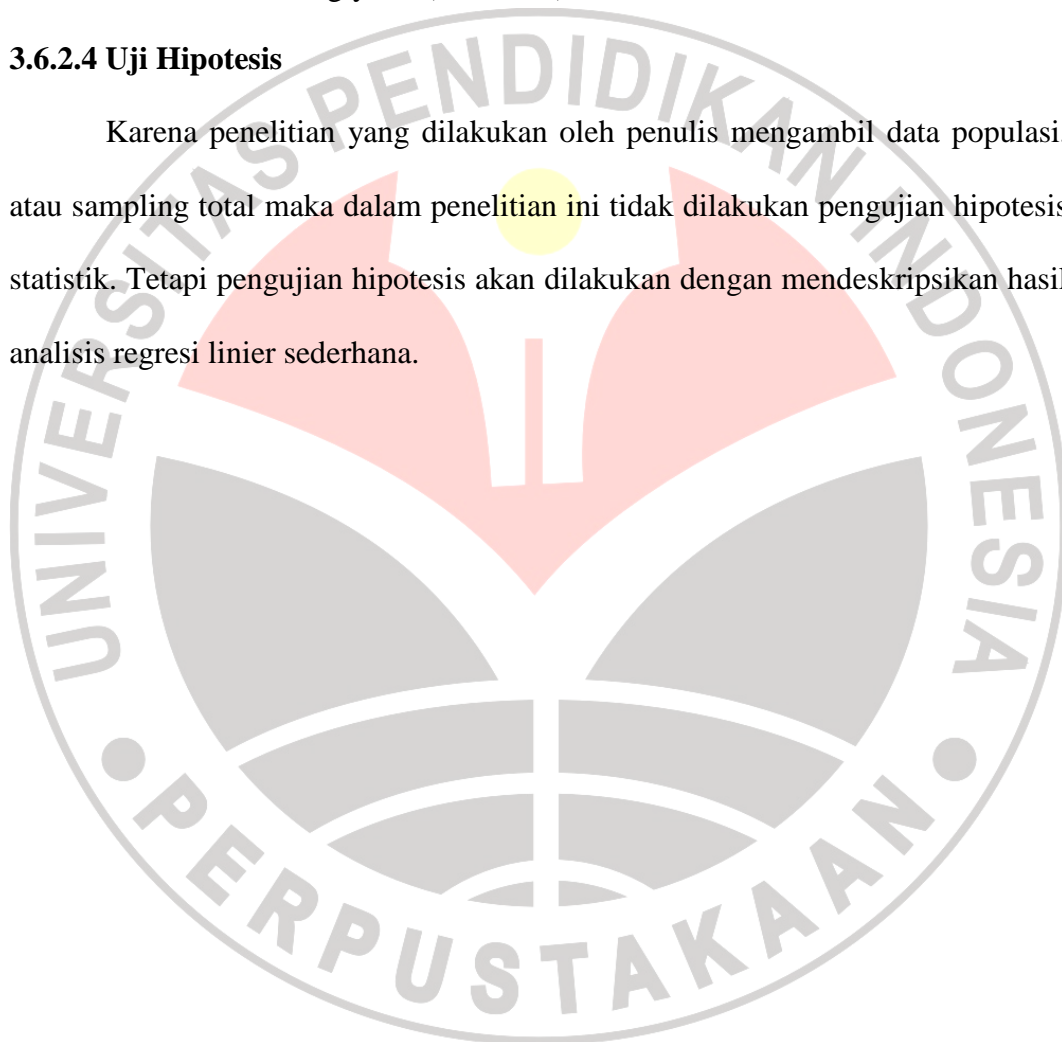 3.6.2.4 Uji Hipotesis
Karena penelitian yang dilakukan oleh penulis mengambil data populasi
atau sampling total maka dalam penelitian ini tidak dilakukan pengujian hipotesis
statistik. Tetapi pengujian hipotesis akan dilakukan dengan mendeskripsikan hasil
analisis regresi linier sederhana.
UNIVERSITAS PENDIDIKAN INDONESIA
PERPUSTAKAAN